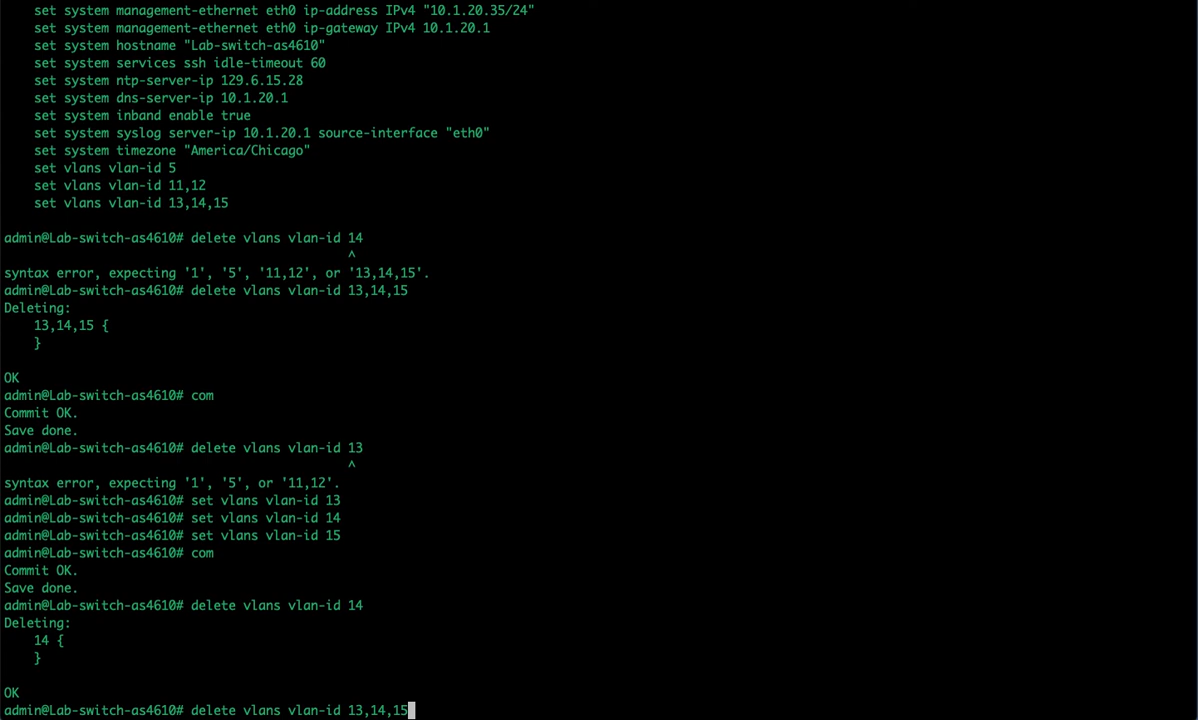 set system management-ethernet eth0 ip-address IPv4 "10.1.20.35/24"
set system management-ethernet eth0 ip-gateway IPv4 10.1.20.1
set system hostname "Lab-switch-as4610"
set system services ssh idle-timeout 60
set system ntp-server-ip 129.6.15.28
set system dns-server-ip 10.1.20.1
set system inband enable true
set system syslog server-ip 10.1.20.1 source-interface "eth0"
set system timezone "America/Chicago"
set vlans vlan-id 5
set vlans vlan-id 11,12
set vlans vlan-id 13,14,15
admin@Lab-switch-as4610# delete vlans vlan-id 14
^
syntax error, expecting '1', '5', '11,12', or '13,14,15'.
admin@Lab-switch-as4610# delete vlans vlan-id 13,14,15
Deleting:
13,14,15 {
}
OK
admin@Lab-switch-as4610# com
Commit OK.
Save done.
admin@Lab-switch-as4610# delete vlans vlan-id 13
^
syntax error, expecting '1', '5', or '11,12'.
admin@Lab-switch-as4610# set vlans vlan-id 13
admin@Lab-switch-as4610# set vlans vlan-id 14
admin@Lab-switch-as4610# set vlans vlan-id 15
admin@Lab-switch-as4610# com
Commit OK.
Save done.
admin@Lab-switch-as4610# delete vlans vlan-id 14
Deleting:
14 {
}
OK
admin@Lab-switch-as4610# delete vlans vlan-id 13,14,15